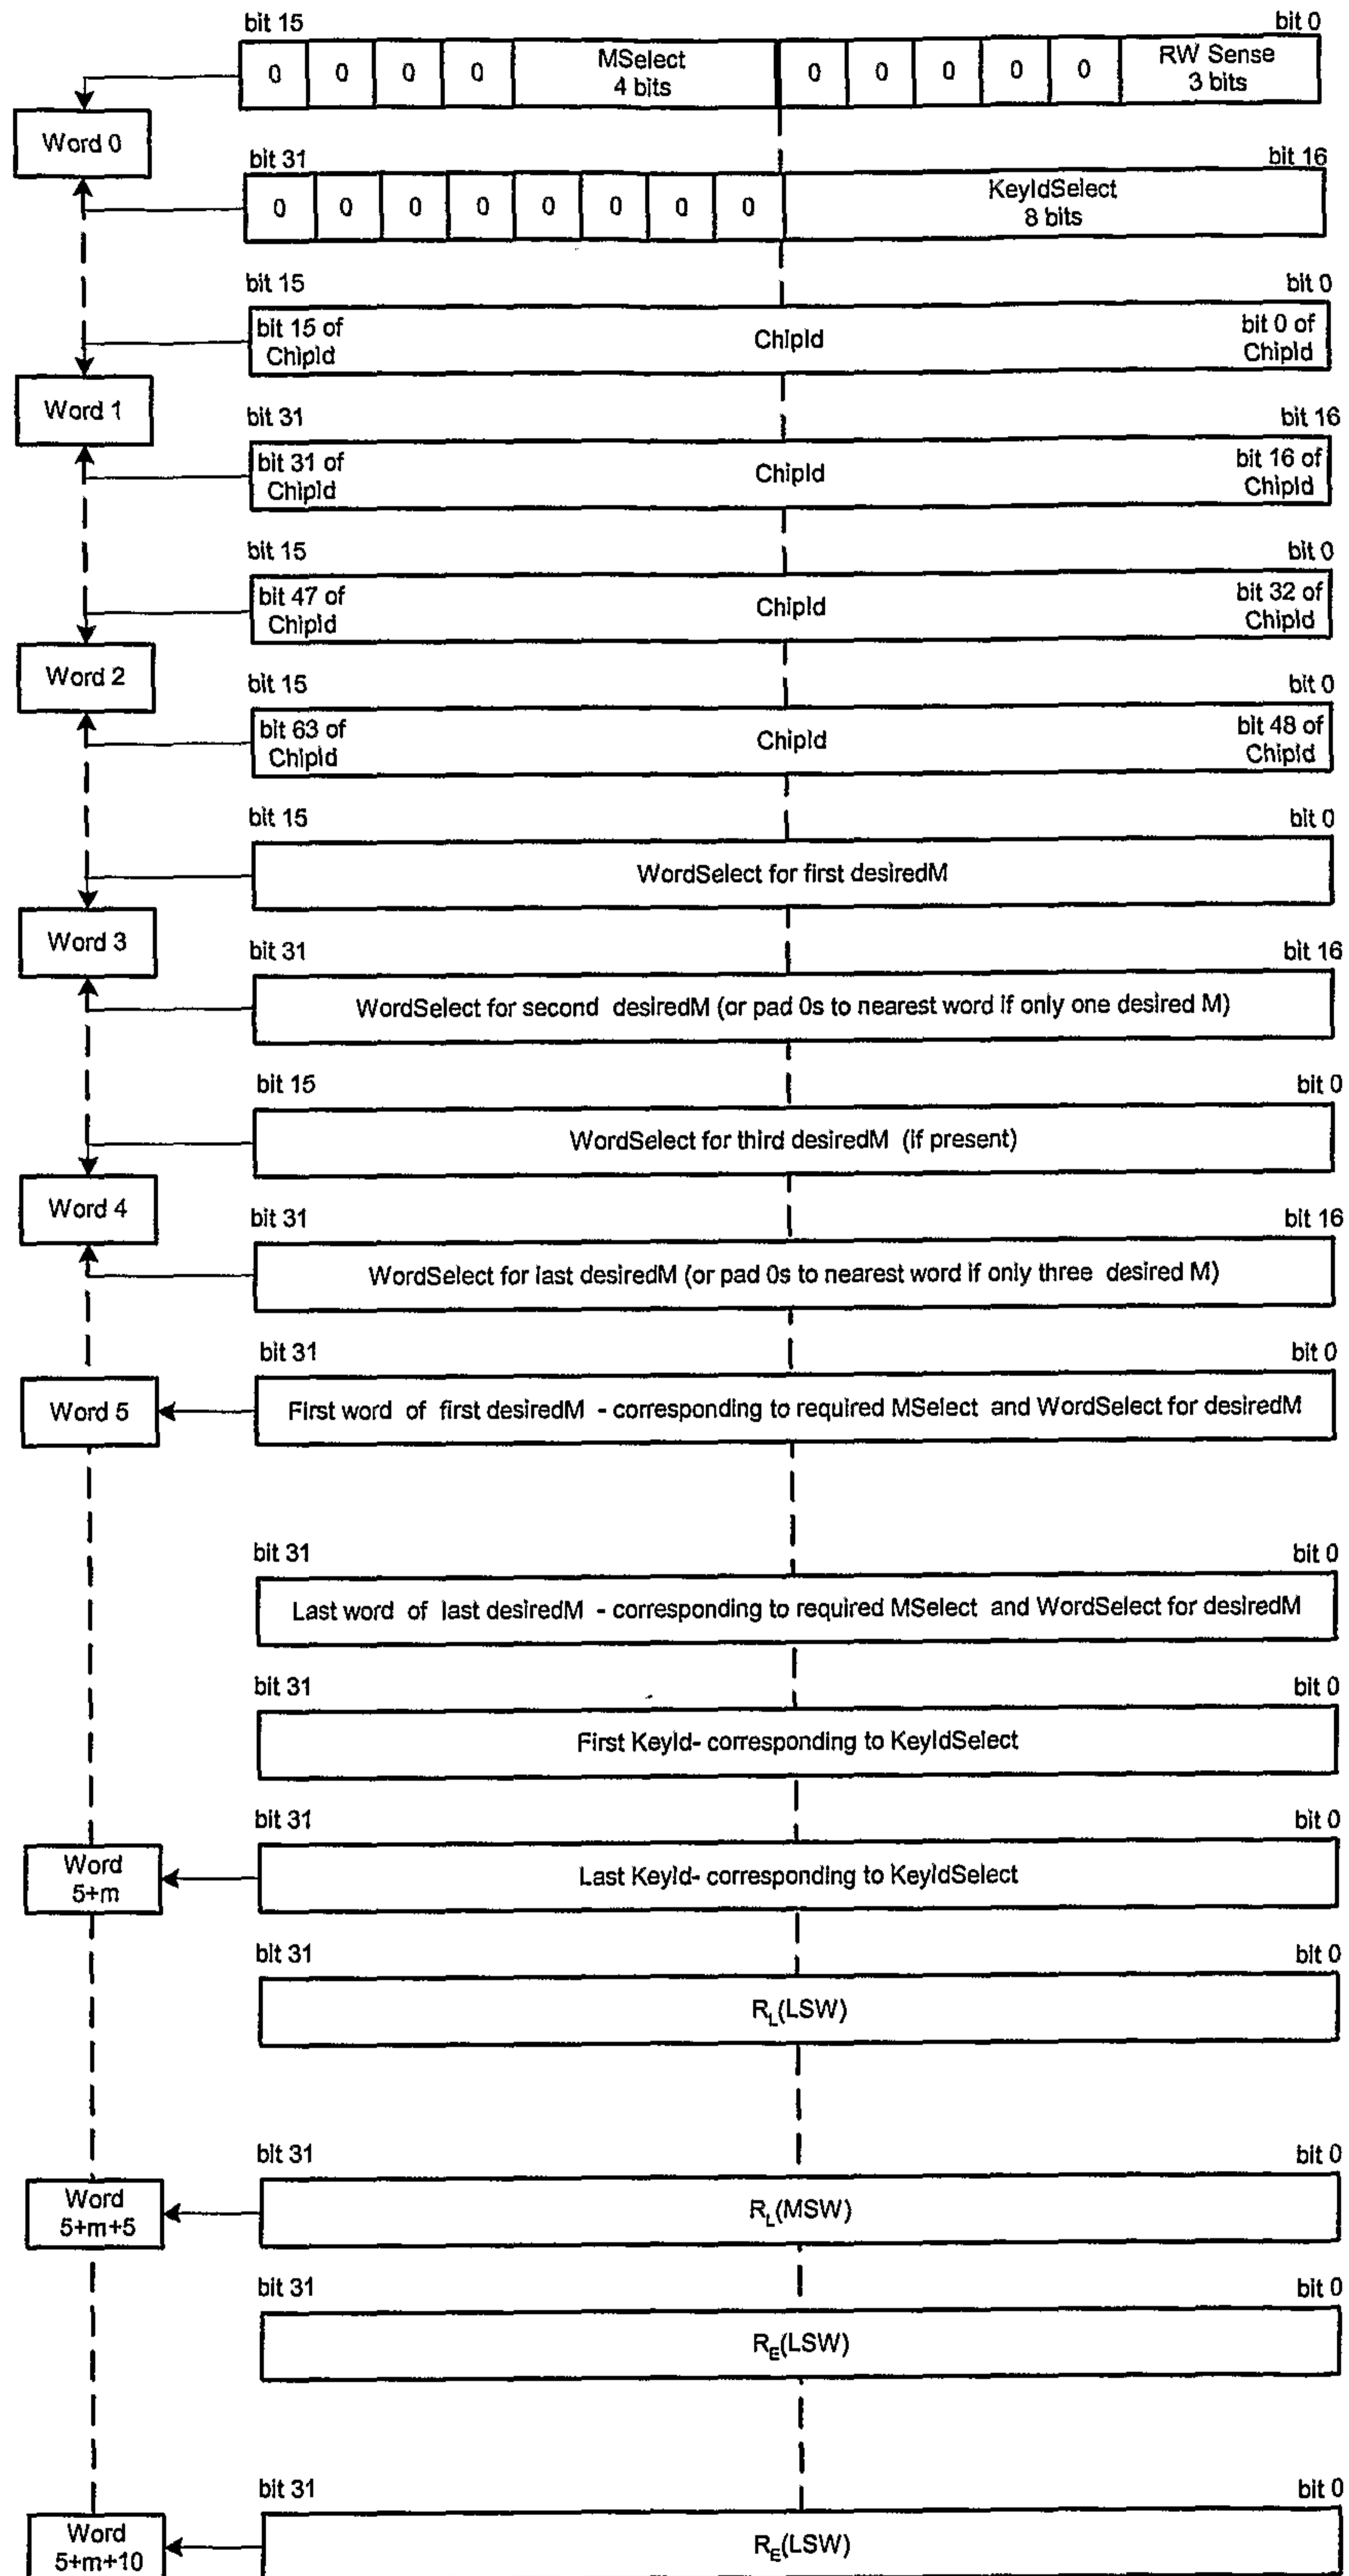 bit 15 bit 0
0 0 0 0 MSelect 4 bits 0 0 0 0 0 RW Sense 3 bits
Word 0
bit 31 bit 16
0 0 0 0 0 0 0 0 KeyIdSelect 8 bits
bit 15 bit 0
bit 15 of ChipId ChipId bit 0 of ChipId
Word 1
bit 31 bit 16
bit 31 of ChipId ChipId bit 16 of ChipId
bit 15 bit 0
bit 47 of ChipId ChipId bit 32 of ChipId
Word 2
bit 15 bit 0
bit 63 of ChipId ChipId bit 48 of ChipId
bit 15 bit 0
WordSelect for first desiredM
Word 3
bit 31 bit 16
WordSelect for second desiredM (or pad 0s to nearest word if only one desired M)
bit 15 bit 0
WordSelect for third desiredM (if present)
Word 4
bit 31 bit 16
WordSelect for last desiredM (or pad 0s to nearest word if only three desired M)
bit 31 bit 0
Word 5 First word of first desiredM - corresponding to required MSelect and WordSelect for desiredM
bit 31 bit 0
Last word of last desiredM - corresponding to required MSelect and WordSelect for desiredM
bit 31 bit 0
First KeyId- corresponding to KeyIdSelect
bit 31 bit 0
Word 5+m Last KeyId- corresponding to KeyIdSelect
bit 31 bit 0
R_L(LSW)
bit 31 bit 0
Word 5+m+5 R_L(MSW)
bit 31 bit 0
R_E(LSW)
bit 31 bit 0
Word 5+m+10 R_E(LSW)